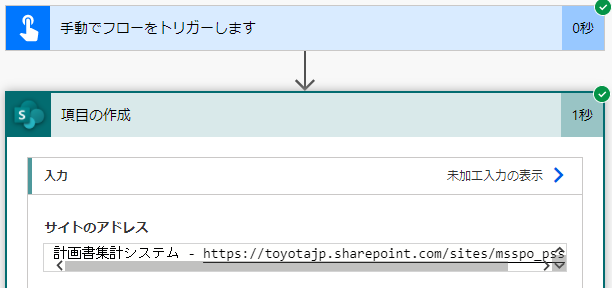 手動でフローをトリガーします
0秒
S
項目の作成
1秒
入力
未加工入力の表示
サイトのアドレス
計画書集計システム - https://toyotajp.sharepoint.com/sites/msspo_pss